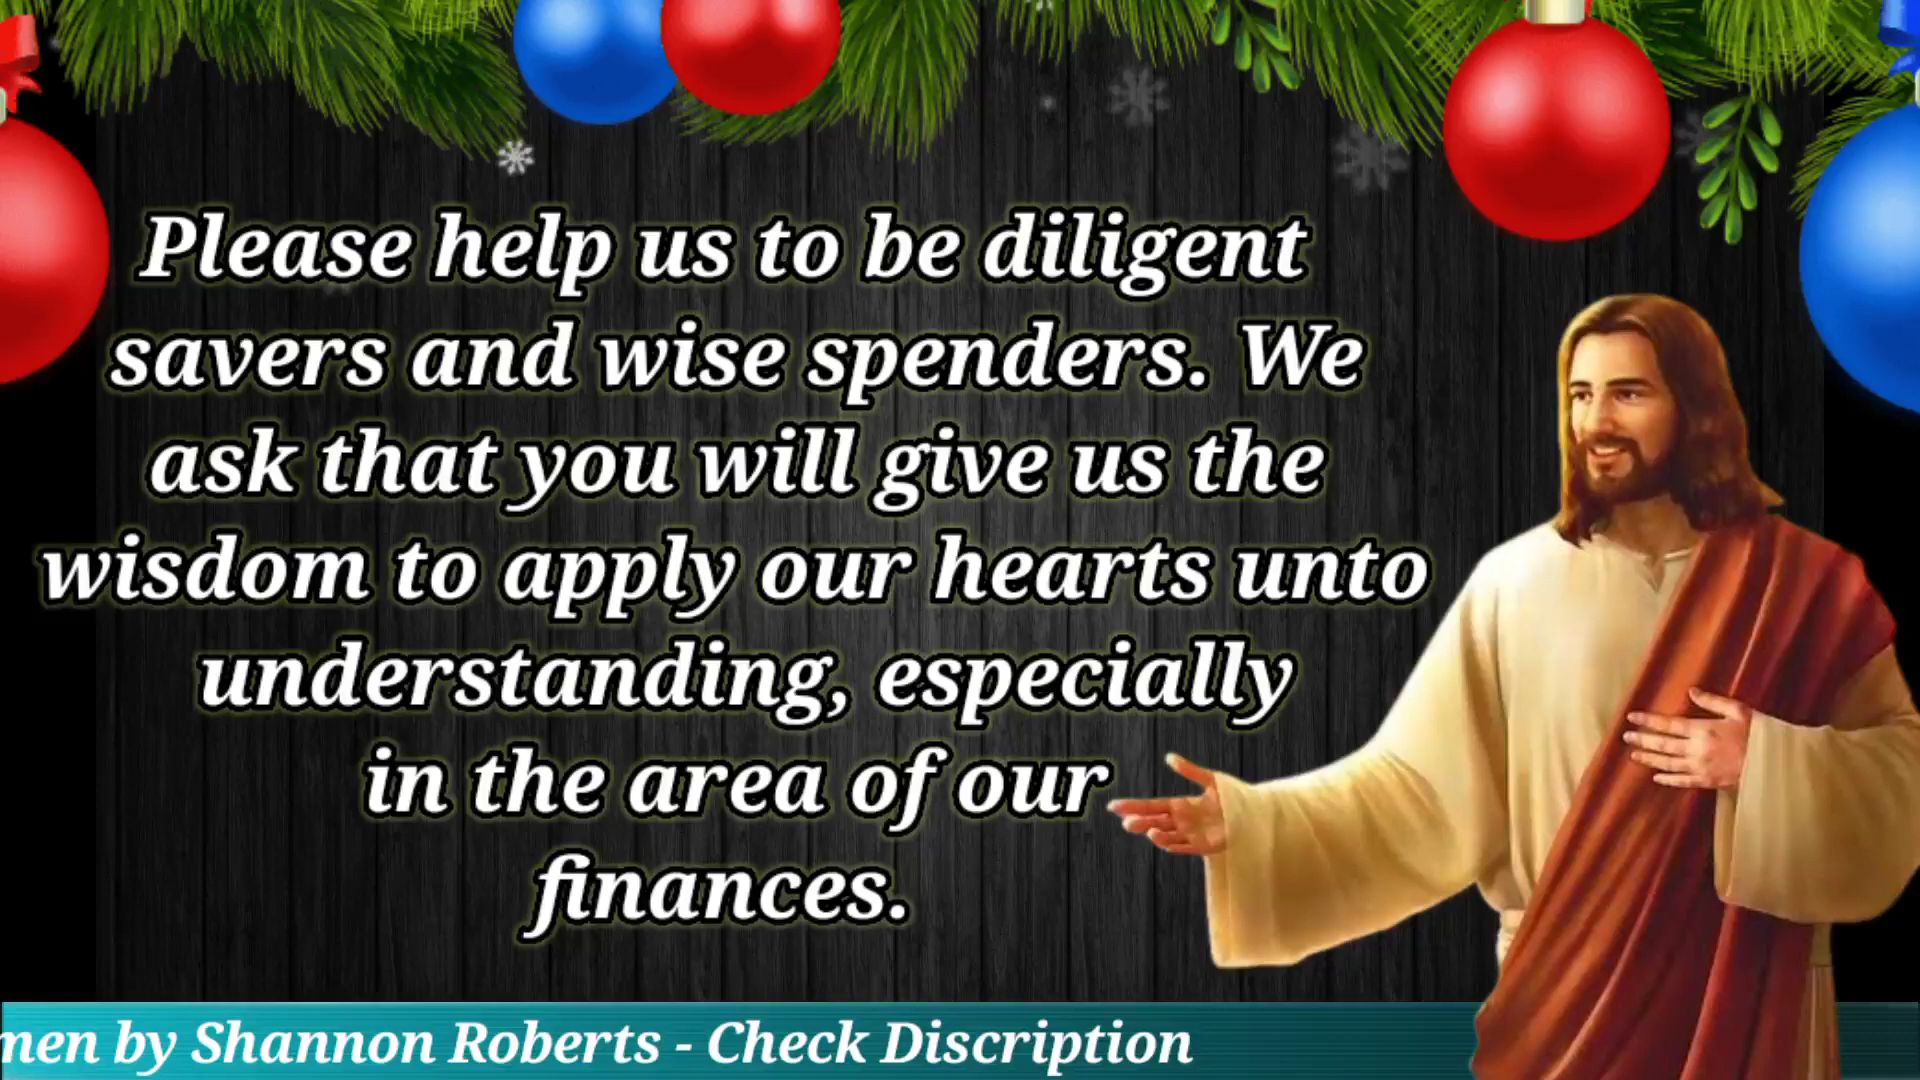 Please help us to be diligent
savers and wise spenders. We
ask that you will give us the
wisdom to apply our hearts unto
understanding, especially
in the area of our
finances.
men by Shannon Roberts - Check Discription